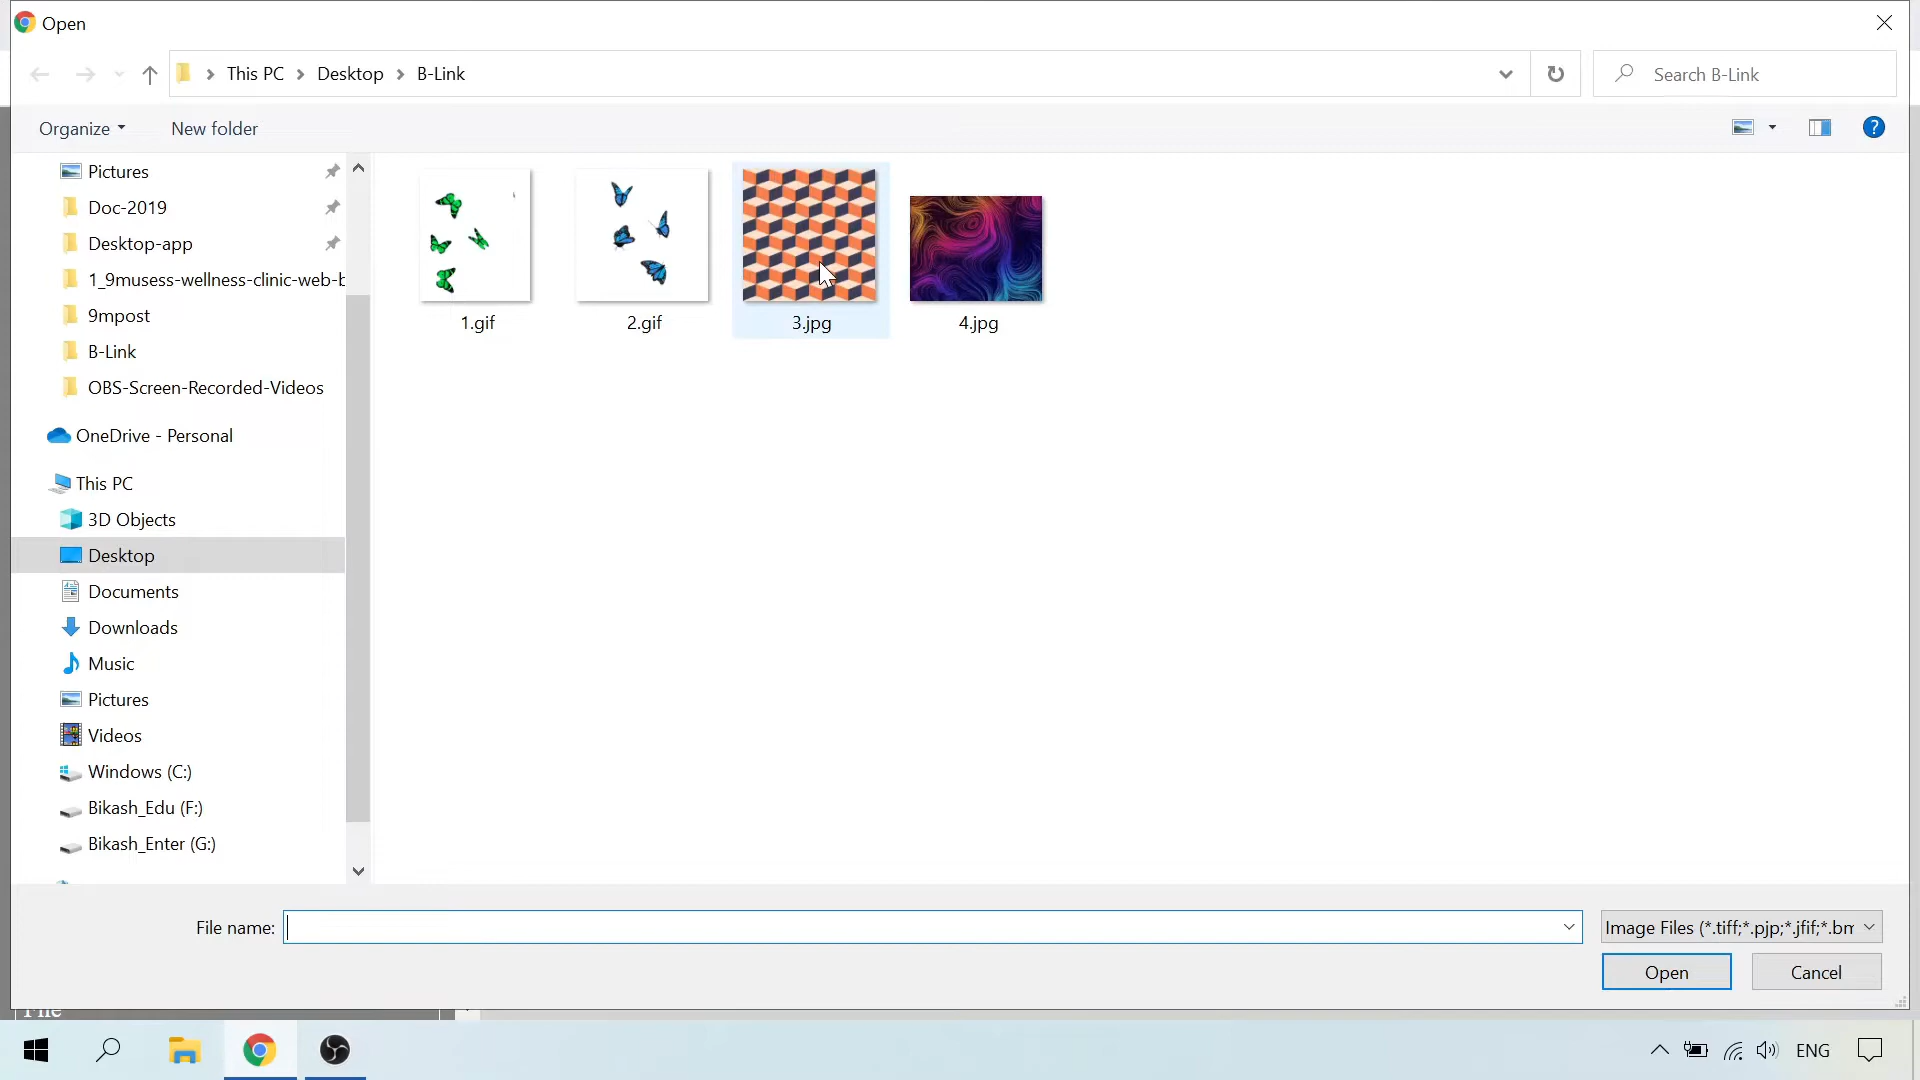 Open
This PC
Desktop
B-Link
Search B-Link
Organize
New folder
?
Pictures
Doc-2019
Desktop-app
1_9musess-wellness-clinic-web-b
9mpost
B-Link
OBS-Screen-Recorded-Videos
OneDrive - Personal
This PC
3D Objects
Desktop
Documents
Downloads
Music
Pictures
Videos
Windows (C:)
Bikash_Edu (F:)
Bikash_Enter (G:)
1.gif
2.gif
3.jpg
4.jpg
File name:
Image Files (*.tiff;*.pjp;*.jfif;*.bm
Open
Cancel
File
ENG